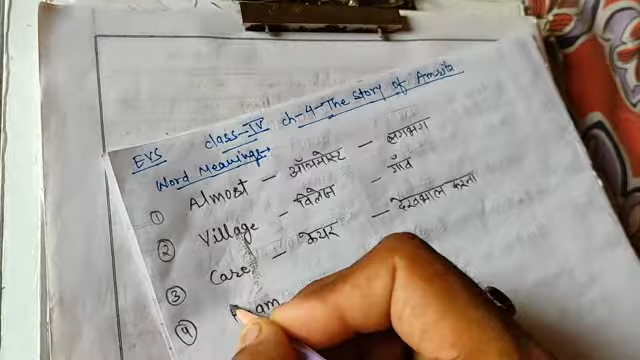 EVS class-IV ch-4-The Story of Amrita
Word Meanings
① Almost - ऑलमोस्ट - लगभग
② Village - विलेज - गाँव
③ Care - केयर - देखभाल करना
④ am